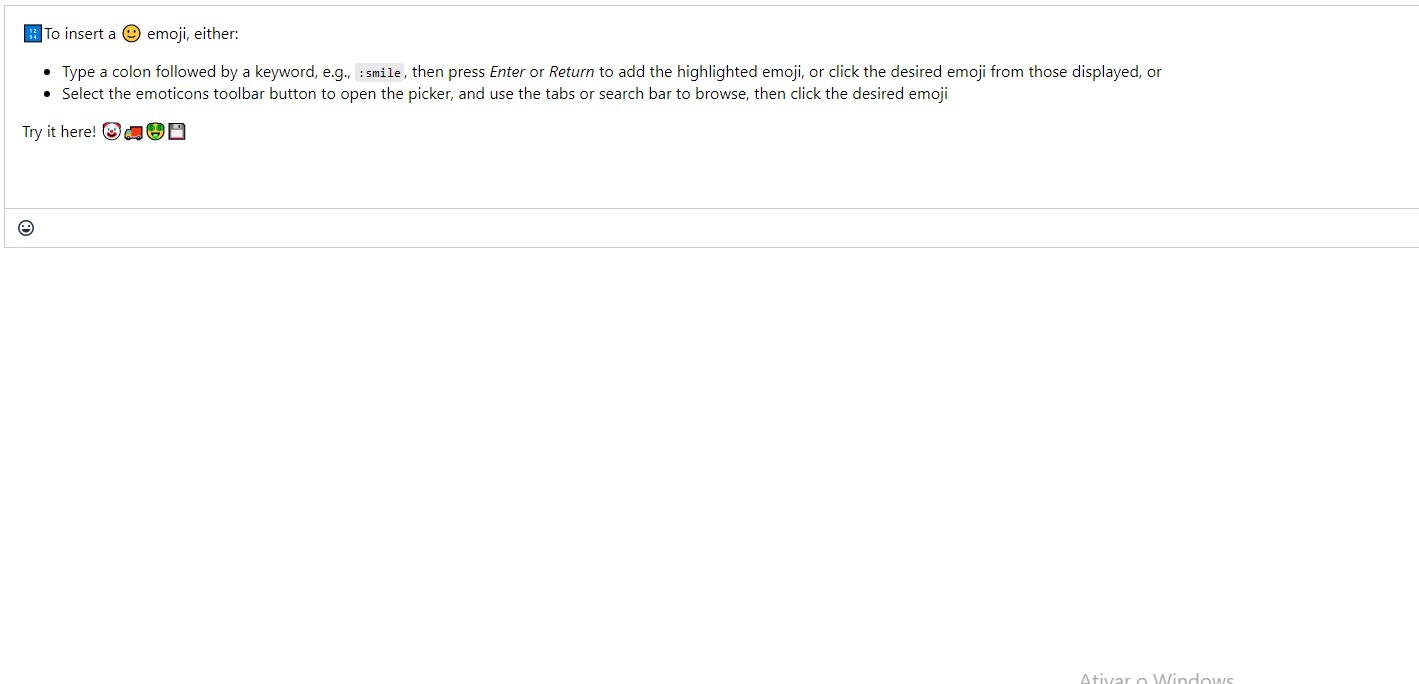 🔢To insert a 🙂 emoji, either:
• Type a colon followed by a keyword, e.g., :smile, then press Enter or Return to add the highlighted emoji, or click the desired emoji from those displayed, or
• Select the emoticons toolbar button to open the picker, and use the tabs or search bar to browse, then click the desired emoji
Try it here! 🤡🚚🤑💾
Ativar o Windows